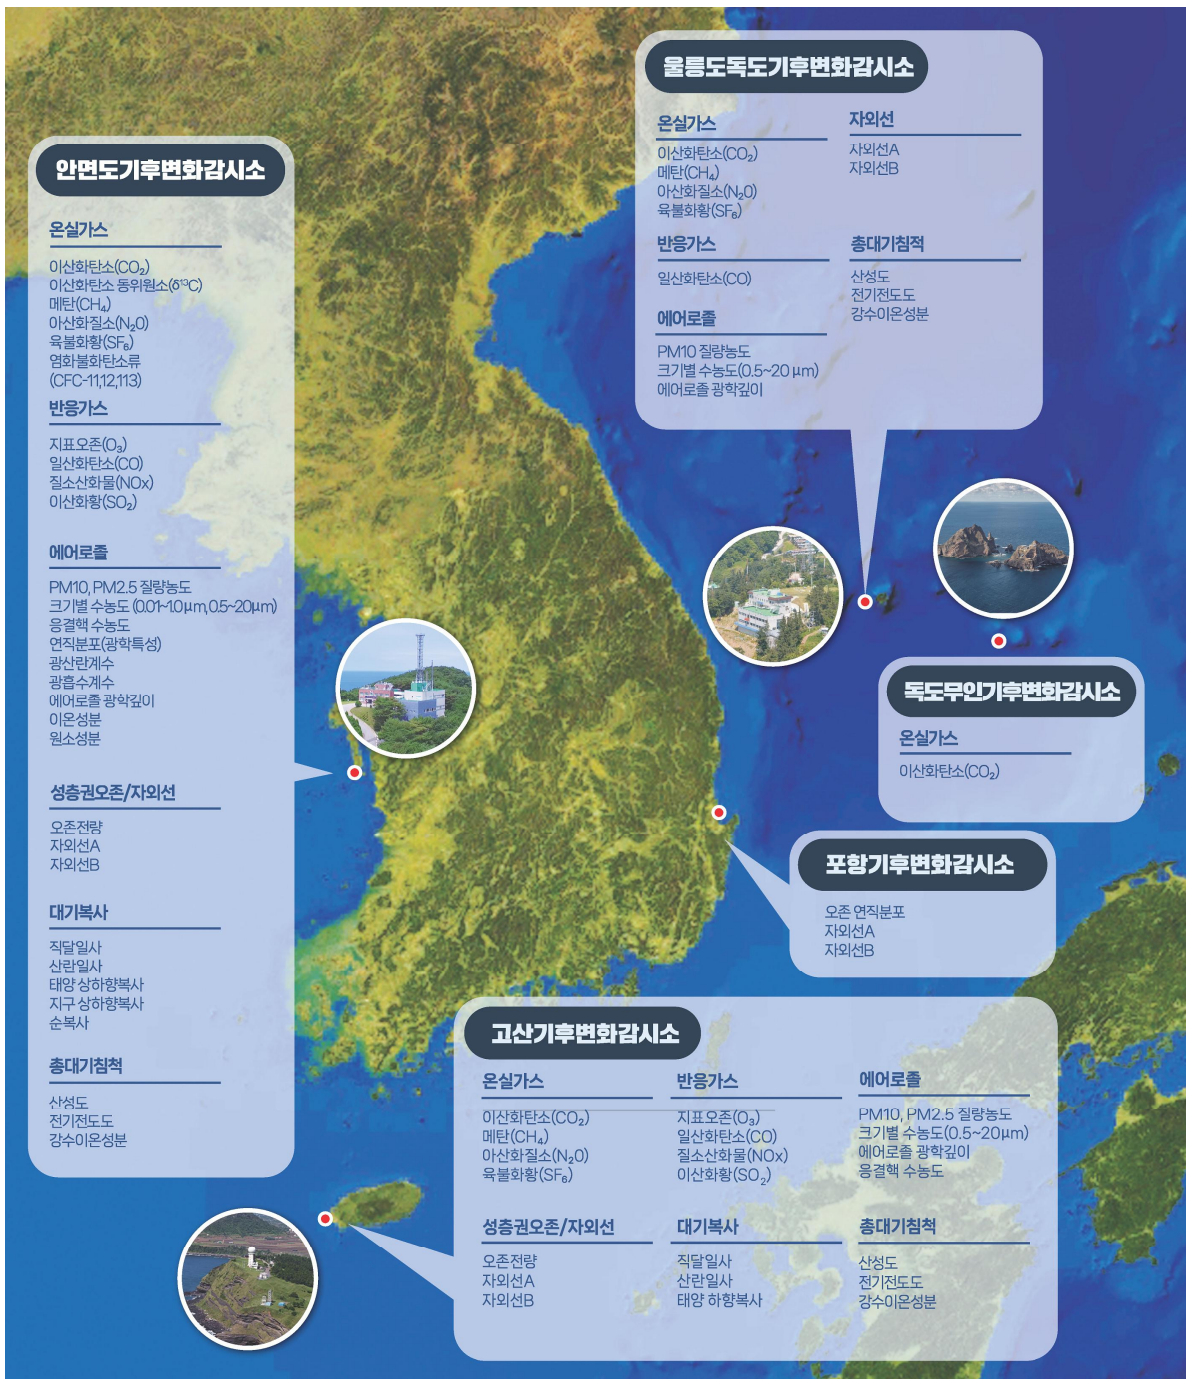 울릉도독도기후변화감시소
온실가스
이산화탄소(CO₂)
메탄(CH₄)
아산화질소(N₂0)
육불화황(SF₆)
반응가스
일산화탄소(CO)
에어로졸
PM10 질량농도
크기별 수농도(0.5~20 μm)
에어로졸 광학깊이
자외선
자외선A
자외선B
총대기침적
산성도
전기전도도
강수이온성분
안면도기후변화감시소
온실가스
이산화탄소(CO₂)
이산화탄소 동위원소(δ¹³C)
메탄(CH₄)
아산화질소(N₂0)
육불화황(SF₆)
염화불화탄소류
(CFC-11,12,113)
반응가스
지표오존(O₃)
일산화탄소(CO)
질소산화물(NOx)
이산화황(SO₂)
에어로졸
PM10, PM2.5 질량농도
크기별 수농도 (0.01~1.0μm,0.5~20μm)
응결핵 수농도
연직분포(광학특성)
광산란계수
광흡수계수
에어로졸 광학깊이
이온성분
원소성분
성층권오존/자외선
오존전량
자외선A
자외선B
대기복사
직달일사
산란일사
태양 상하향복사
지구 상하향복사
순복사
총대기침척
산성도
전기전도도
강수이온성분
독도무인기후변화감시소
온실가스
이산화탄소(CO₂)
포항기후변화감시소
오존 연직분포
자외선A
자외선B
고산기후변화감시소
온실가스
이산화탄소(CO₂)
메탄(CH₄)
아산화질소(N₂0)
육불화황(SF₆)
반응가스
지표오존(O₃)
일산화탄소(CO)
질소산화물(NOx)
이산화황(SO₂)
에어로졸
PM10, PM2.5 질량농도
크기별 수농도(0.5~20μm)
에어로졸 광학깊이
응결핵 수농도
성층권오존/자외선
오존전량
자외선A
자외선B
대기복사
직달일사
산란일사
태양 하향복사
총대기침척
산성도
전기전도도
강수이온성분